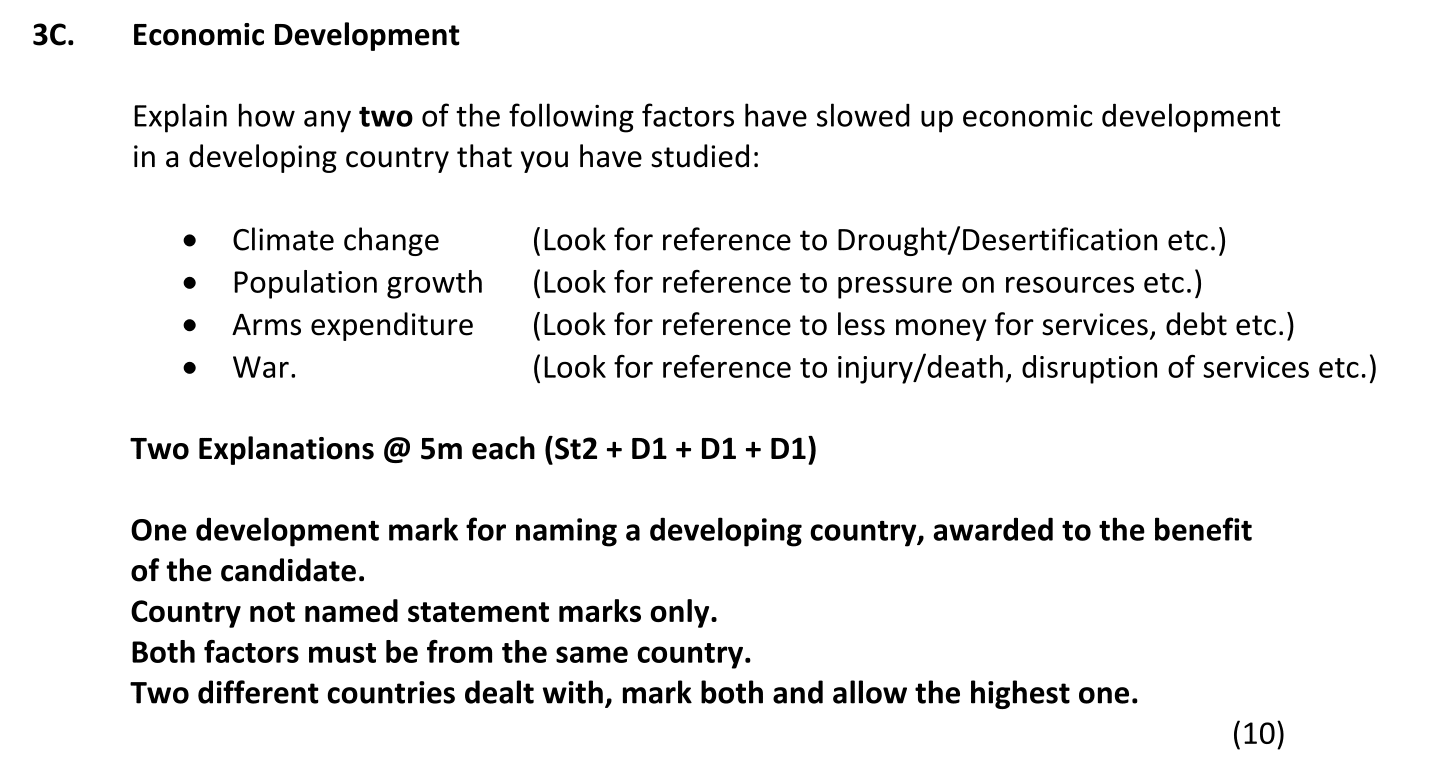 3C. Economic Development
Explain how any two of the following factors have slowed up economic development
in a developing country that you have studied:
• Climate change (Look for reference to Drought/Desertification etc.)
• Population growth (Look for reference to pressure on resources etc.)
• Arms expenditure (Look for reference to less money for services, debt etc.)
• War. (Look for reference to injury/death, disruption of services etc.)
Two Explanations @ 5m each (St2 + D1 + D1 + D1)
One development mark for naming a developing country, awarded to the benefit
of the candidate.
Country not named statement marks only.
Both factors must be from the same country.
Two different countries dealt with, mark both and allow the highest one.
(10)